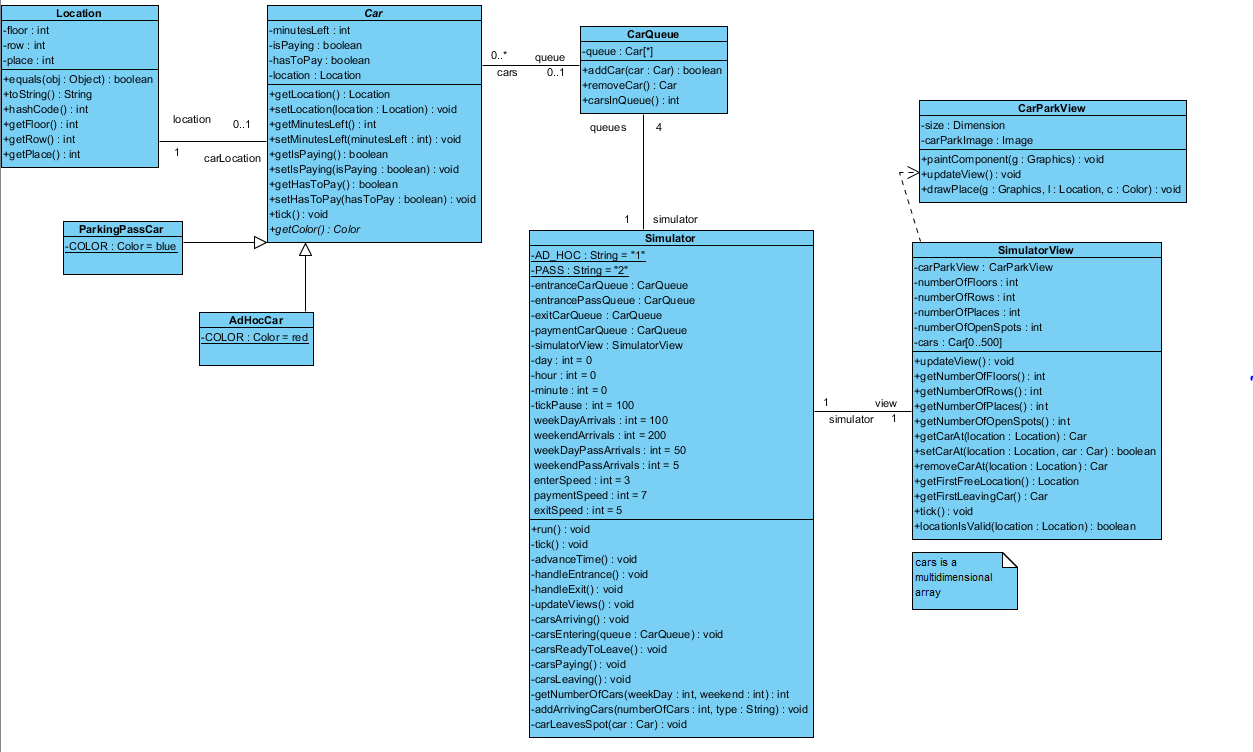 Location
-floor : int
-row : int
-place : int
+equals(obj : Object) : boolean
+toString() : String
+hashCode() : int
+getFloor() : int
+getRow() : int
+getPlace() : int
location
0..1
1
carLocation
Car
-minutesLeft : int
-isPaying : boolean
-hasToPay : boolean
-location : Location
+getLocation() : Location
+setLocation(location : Location) : void
+getMinutesLeft() : int
+setMinutesLeft(minutesLeft : int) : void
+getIsPaying() : boolean
+setIsPaying(isPaying : boolean) : void
+getHasToPay() : boolean
+setHasToPay(hasToPay : boolean) : void
+tick() : void
+getColor() : Color
ParkingPassCar
-COLOR : Color = blue
AdHocCar
-COLOR : Color = red
0..*
queue
cars
0..1
CarQueue
-queue : Car[*]
+addCar(car : Car) : boolean
+removeCar() : Car
+carsInQueue() : int
queues
4
1
simulator
Simulator
-AD_HOC : String = "1"
-PASS : String = "2"
-entranceCarQueue : CarQueue
-entrancePassQueue : CarQueue
-exitCarQueue : CarQueue
-paymentCarQueue : CarQueue
-simulatorView : SimulatorView
-day : int = 0
-hour : int = 0
-minute : int = 0
-tickPause : int = 100
weekDayArrivals : int = 100
weekendArrivals : int = 200
weekDayPassArrivals : int = 50
weekendPassArrivals : int = 5
enterSpeed : int = 3
paymentSpeed : int = 7
exitSpeed : int = 5
+run() : void
-tick() : void
-advanceTime() : void
-handleEntrance() : void
-handleExit() : void
-updateViews() : void
-carsArriving() : void
-carsEntering(queue : CarQueue) : void
-carsReadyToLeave() : void
-carsPaying() : void
-carsLeaving() : void
-getNumberOfCars(weekDay : int, weekend : int) : int
-addArrivingCars(numberOfCars : int, type : String) : void
-carLeavesSpot(car : Car) : void
1
view
simulator
1
CarParkView
-size : Dimension
-carParkImage : Image
+paintComponent(g : Graphics) : void
+updateView() : void
+drawPlace(g : Graphics, l : Location, c : Color) : void
SimulatorView
-carParkView : CarParkView
-numberOfFloors : int
-numberOfRows : int
-numberOfPlaces : int
-numberOfOpenSpots : int
-cars : Car[0..500]
+updateView() : void
+getNumberOfFloors() : int
+getNumberOfRows() : int
+getNumberOfPlaces() : int
+getNumberOfOpenSpots() : int
+getCarAt(location : Location) : Car
+setCarAt(location : Location, car : Car) : boolean
+removeCarAt(location : Location) : Car
+getFirstFreeLocation() : Location
+getFirstLeavingCar() : Car
+tick() : void
+locationIsValid(location : Location) : boolean
cars is a
multidimensional
array